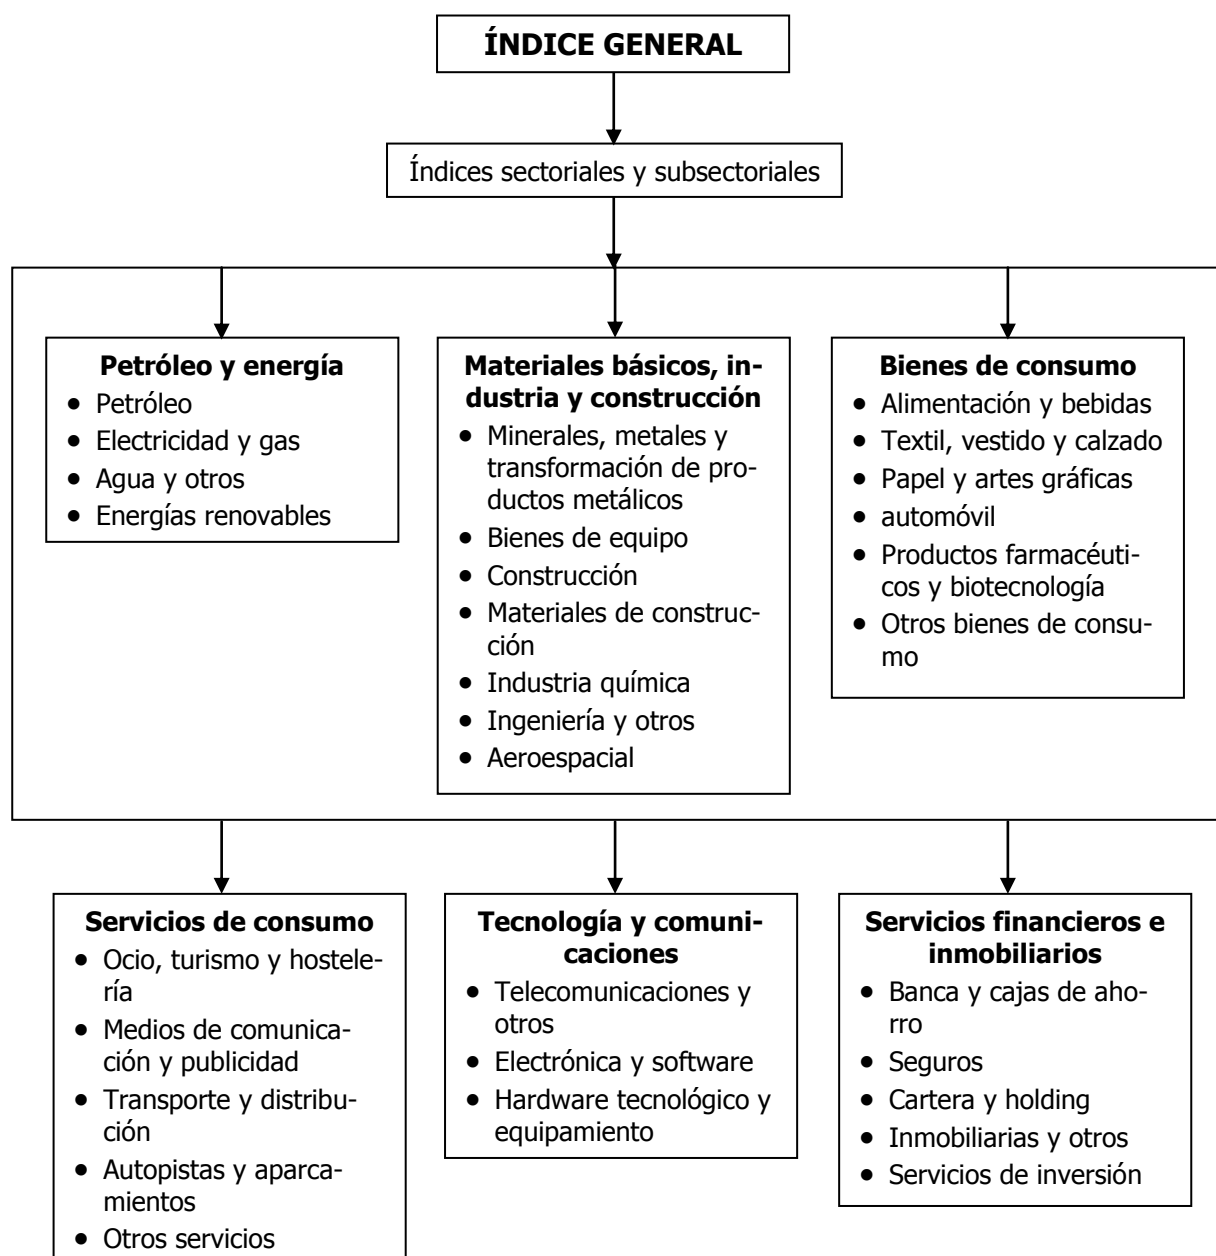 ÍNDICE GENERAL
Índices sectoriales y subsectoriales
Petróleo y energía
• Petróleo
• Electricidad y gas
• Agua y otros
• Energías renovables
Materiales básicos, in-
dustria y construcción
• Minerales, metales y
transformación de pro-
ductos metálicos
• Bienes de equipo
• Construcción
• Materiales de construc-
ción
• Industria química
• Ingeniería y otros
• Aeroespacial
Bienes de consumo
• Alimentación y bebidas
• Textil, vestido y calzado
• Papel y artes gráficas
• automóvil
• Productos farmacéuti-
cos y biotecnología
• Otros bienes de consu-
mo
Servicios de consumo
• Ocio, turismo y hostele-
ría
• Medios de comunica-
ción y publicidad
• Transporte y distribu-
ción
• Autopistas y aparca-
mientos
• Otros servicios
Tecnología y comuni-
caciones
• Telecomunicaciones y
otros
• Electrónica y software
• Hardware tecnológico y
equipamiento
Servicios financieros e
inmobiliarios
• Banca y cajas de aho-
rro
• Seguros
• Cartera y holding
• Inmobiliarias y otros
• Servicios de inversión